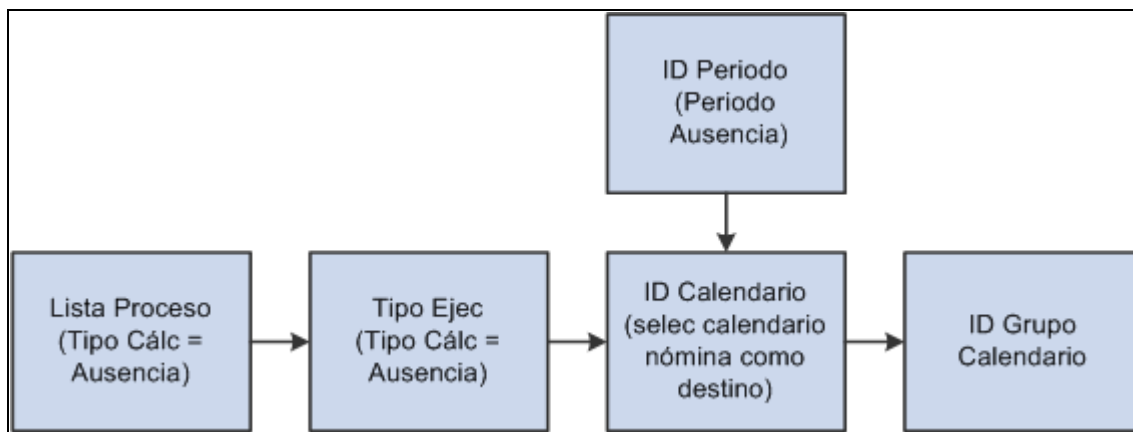 ID Periodo
(Periodo
Ausencia)
Lista Proceso
(Tipo Cálc =
Ausencia)
Tipo Ejec
(Tipo Cálc =
Ausencia)
ID Calendario
(selec calendario
nómina como
destino)
ID Grupo
Calendario